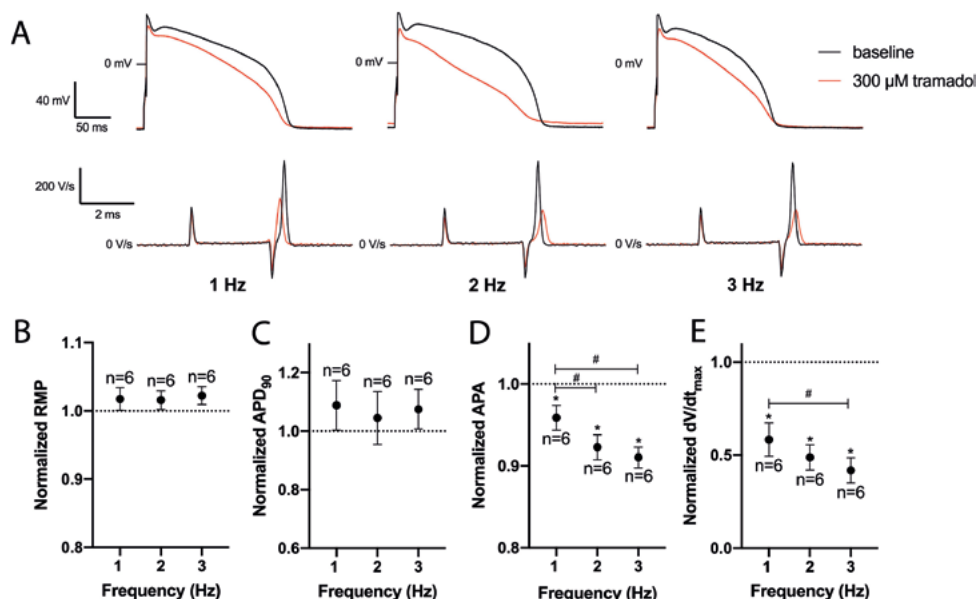 A
0 mV
0 mV
0 mV
baseline
300 µM tramadol
40 mV
50 ms
200 V/s
2 ms
0 V/s
0 V/s
0 V/s
1 Hz
2 Hz
3 Hz
B
Normalized RMP
1.1
1.0
0.9
0.8
n=6
n=6
n=6
1
2
3
Frequency (Hz)
C
Normalized APD90
1.2
1.0
0.8
0.6
n=6
n=6
n=6
1
2
3
Frequency (Hz)
D
Normalized APA
1.0
0.9
0.8
#
#
*
*
*
n=6
n=6
n=6
1
2
3
Frequency (Hz)
E
Normalized dV/dtmax
1.0
0.5
0.0
#
*
*
*
n=6
n=6
n=6
1
2
3
Frequency (Hz)